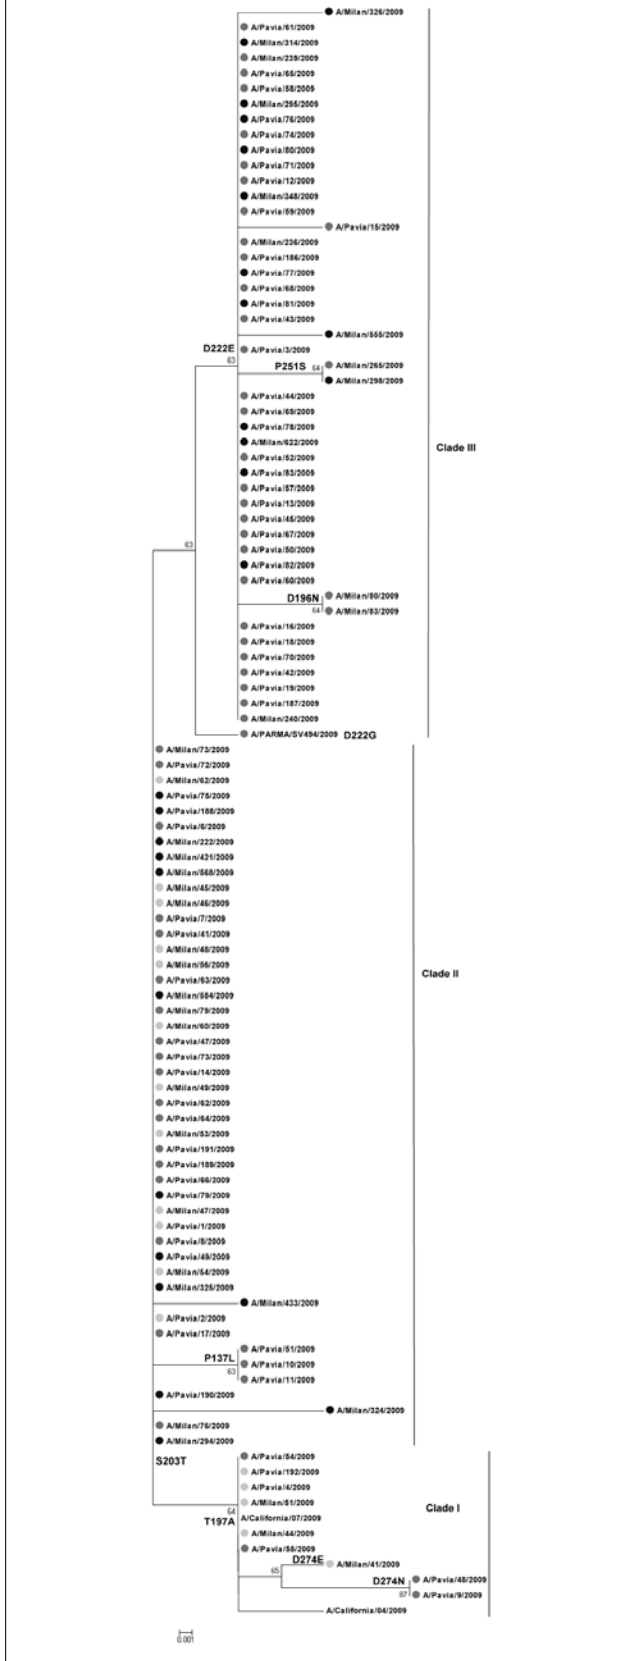 A/Milan/326/2009
A/Pavia/61/2009
A/Milan/314/2009
A/Milan/239/2009
A/Pavia/65/2009
A/Pavia/58/2009
A/Milan/295/2009
A/Pavia/76/2009
A/Pavia/74/2009
A/Pavia/80/2009
A/Pavia/71/2009
A/Pavia/12/2009
A/Milan/348/2009
A/Pavia/59/2009
A/Pavia/15/2009
A/Milan/236/2009
A/Pavia/186/2009
A/Pavia/77/2009
A/Pavia/68/2009
A/Pavia/81/2009
A/Pavia/43/2009
A/Milan/555/2009
D222E
A/Pavia/3/2009
63
P251S
64
A/Milan/265/2009
A/Milan/298/2009
A/Pavia/44/2009
A/Pavia/69/2009
A/Pavia/78/2009
A/Milan/622/2009
Clade III
A/Pavia/52/2009
A/Pavia/83/2009
A/Pavia/57/2009
A/Pavia/13/2009
A/Pavia/45/2009
A/Pavia/67/2009
63
A/Pavia/50/2009
A/Pavia/82/2009
A/Pavia/60/2009
D196N
A/Milan/80/2009
64
A/Milan/83/2009
A/Pavia/16/2009
A/Pavia/18/2009
A/Pavia/70/2009
A/Pavia/42/2009
A/Pavia/19/2009
A/Pavia/187/2009
A/Milan/240/2009
A/PARMA/SV494/2009 D222G
A/Milan/73/2009
A/Pavia/72/2009
A/Milan/62/2009
A/Pavia/75/2009
A/Pavia/188/2009
A/Pavia/6/2009
A/Milan/222/2009
A/Milan/421/2009
A/Milan/568/2009
A/Milan/45/2009
A/Milan/46/2009
A/Pavia/7/2009
A/Pavia/41/2009
A/Milan/48/2009
A/Milan/56/2009
Clade II
A/Pavia/63/2009
A/Milan/584/2009
A/Milan/79/2009
A/Milan/60/2009
A/Pavia/47/2009
A/Pavia/73/2009
A/Pavia/14/2009
A/Milan/49/2009
A/Pavia/62/2009
A/Pavia/64/2009
A/Milan/53/2009
A/Pavia/191/2009
A/Pavia/189/2009
A/Pavia/66/2009
A/Pavia/79/2009
A/Milan/47/2009
A/Pavia/1/2009
A/Pavia/8/2009
A/Pavia/49/2009
A/Milan/54/2009
A/Milan/325/2009
A/Milan/433/2009
A/Pavia/2/2009
A/Pavia/17/2009
A/Pavia/51/2009
P137L
A/Pavia/10/2009
63
A/Pavia/11/2009
A/Pavia/190/2009
A/Milan/324/2009
A/Milan/76/2009
A/Milan/294/2009
S203T
A/Pavia/54/2009
A/Pavia/192/2009
A/Pavia/4/2009
A/Milan/51/2009
Clade I
64
T197A
A/California/07/2009
A/Milan/44/2009
A/Pavia/55/2009
D274E
A/Milan/41/2009
65
D274N
A/Pavia/48/2009
87
A/Pavia/9/2009
A/California/04/2009
0.001